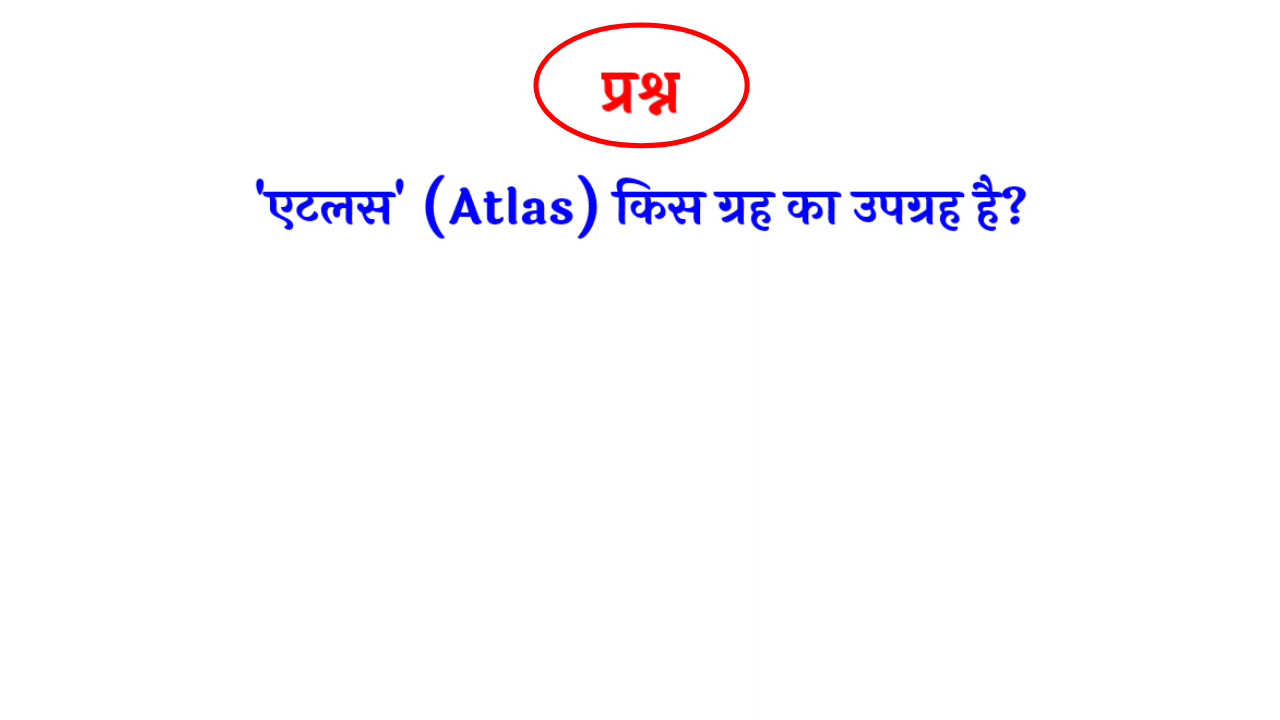 प्रश्न
'एटलस' (Atlas) किस ग्रह का उपग्रह है?